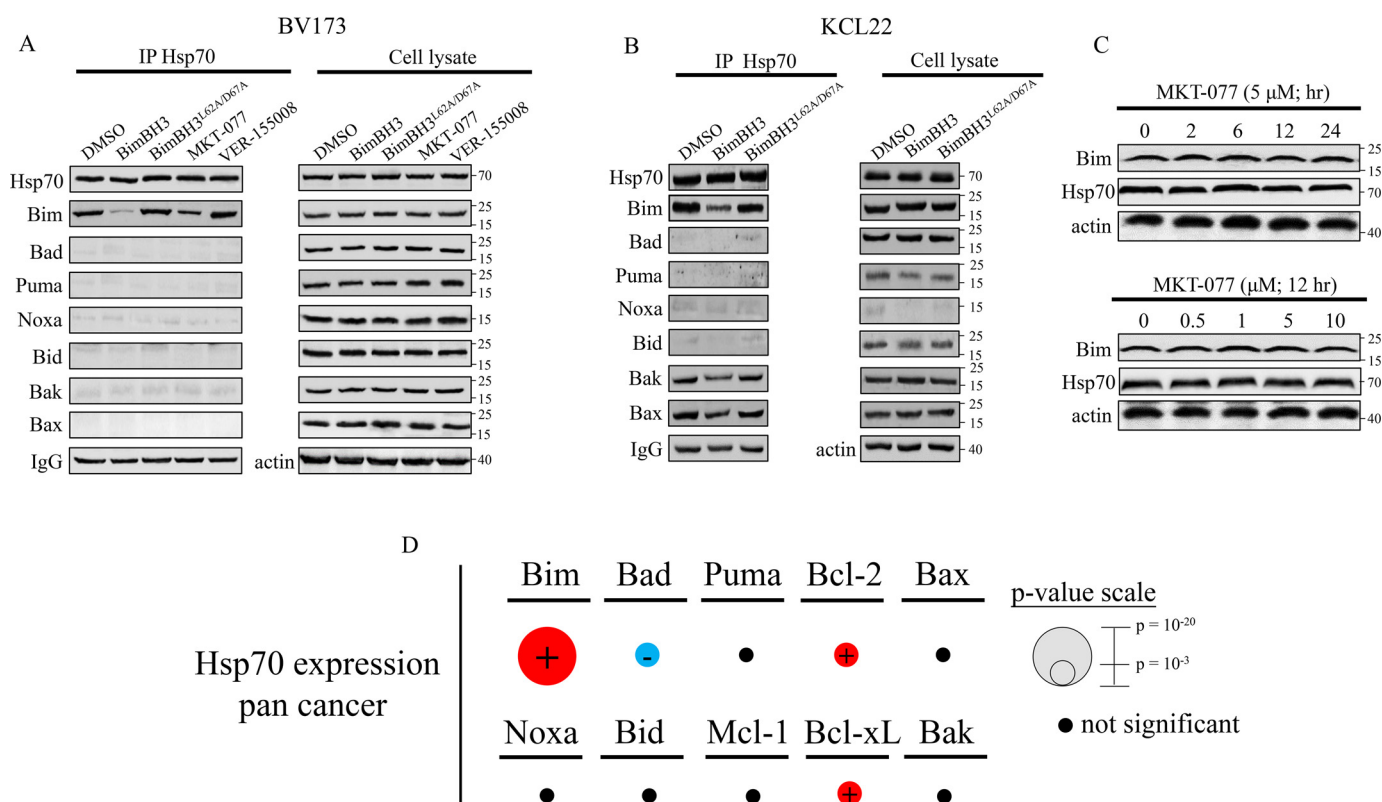 A
BV173
IP Hsp70
Cell lysate
DMSO
BimBH3
BimBH3L62A/D67A
MKT-077
VER-155008
DMSO
BimBH3
BimBH3L62A/D67A
MKT-077
VER-155008
Hsp70
70
Bim
25
15
Bad
25
15
Puma
25
15
Noxa
15
Bid
25
15
Bak
25
15
Bax
25
15
IgG
actin
40
B
KCL22
IP Hsp70
Cell lysate
DMSO
BimBH3
BimBH3L62A/D67A
DMSO
BimBH3
BimBH3L62A/D67A
Hsp70
70
Bim
25
15
Bad
25
15
Puma
25
15
Noxa
15
Bid
25
15
Bak
25
15
Bax
25
15
IgG
actin
40
C
MKT-077 (5 μM; hr)
0 2 6 12 24
Bim
25
15
Hsp70
70
actin
40
MKT-077 (μM; 12 hr)
0 0.5 1 5 10
Bim
25
15
Hsp70
70
actin
40
D
Hsp70 expression
pan cancer
Bim Bad Puma Bcl-2 Bax
+ - +
Noxa Bid Mcl-1 Bcl-xL Bak
+
p-value scale
p = 10-20
p = 10-3
not significant